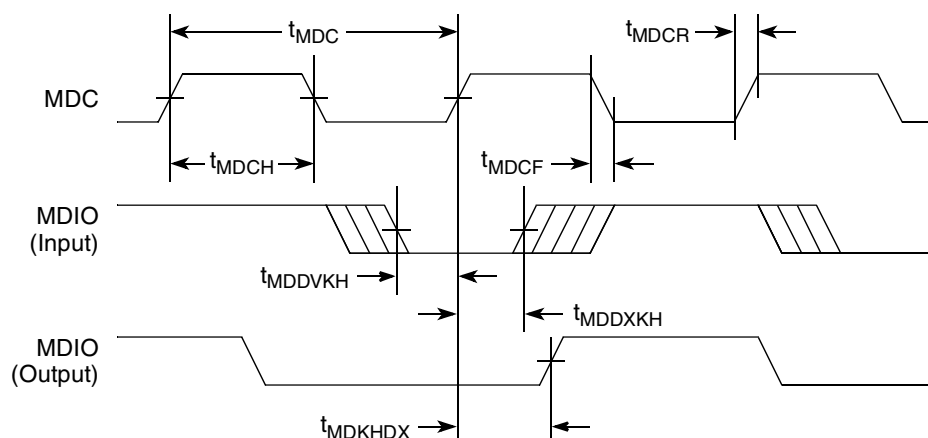 tMDC
tMDCR
MDC
tMDCH
tMDCF
MDIO
(Input)
tMDDVKH
tMDDXKH
MDIO
(Output)
tMDKHDX